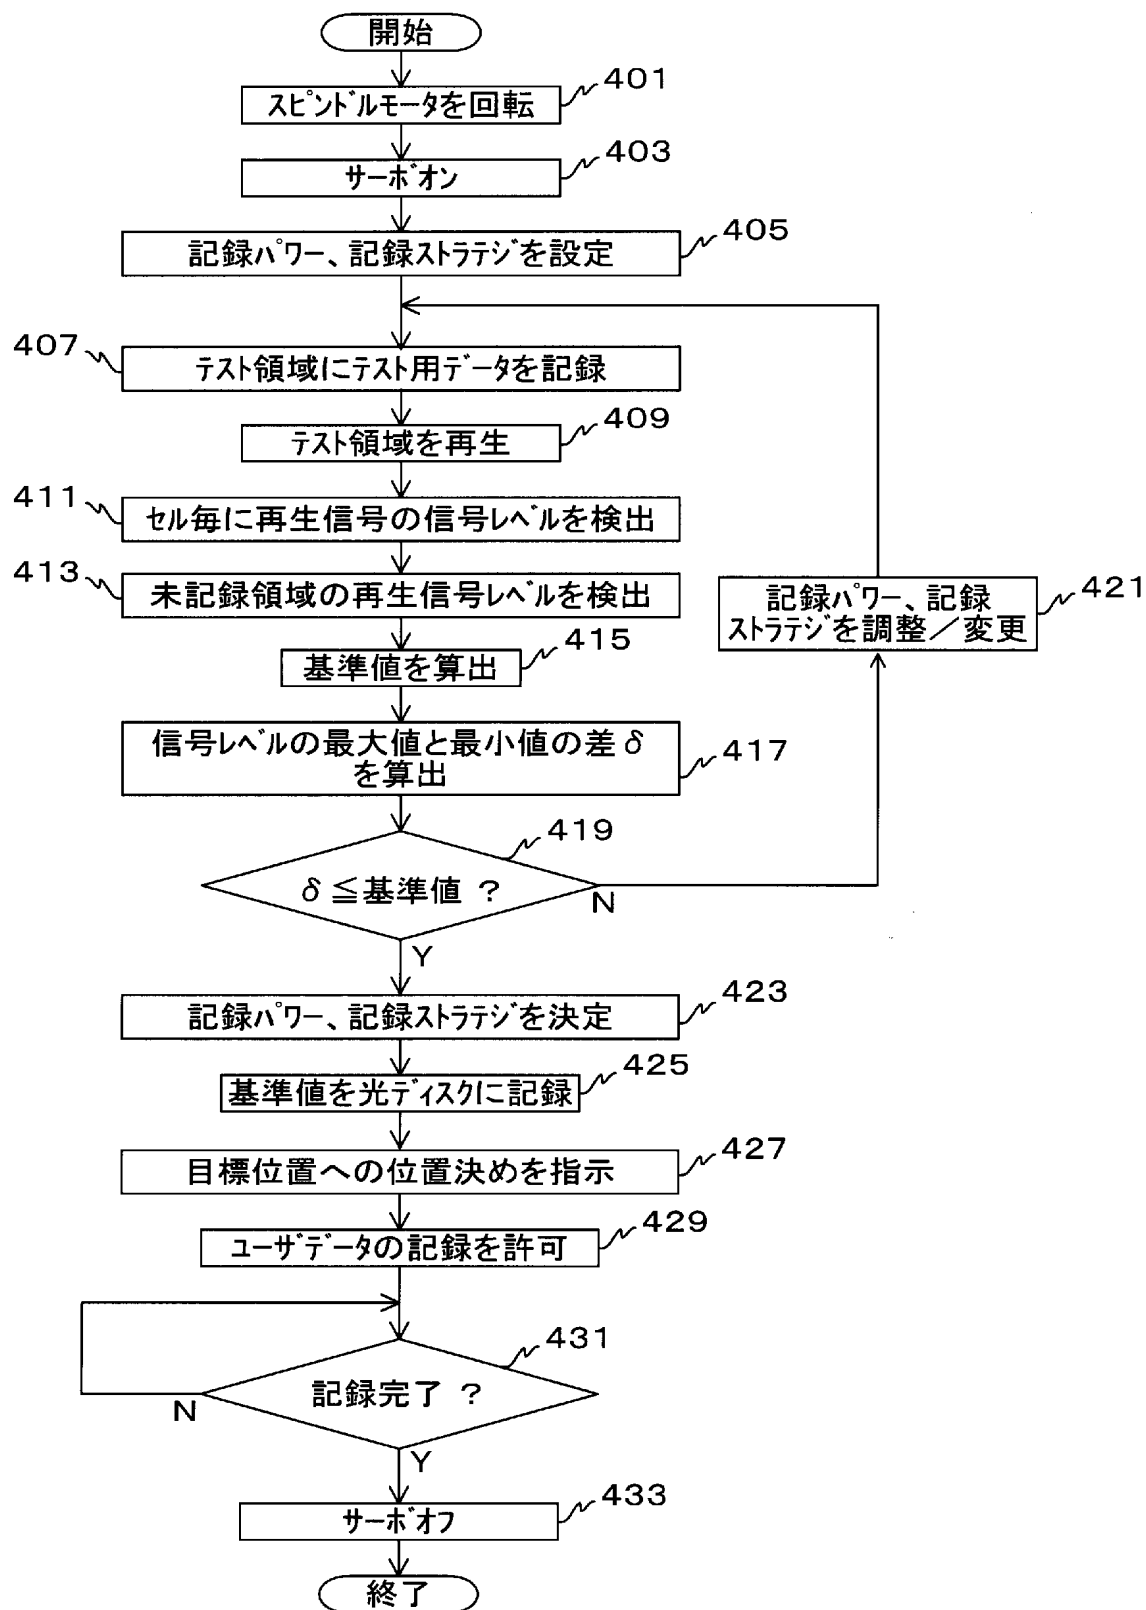 開始
401
スピンドルモータを回転
403
サーボオン
405
記録パワー、記録ストラテジを設定
407
テスト領域にテスト用データを記録
409
テスト領域を再生
411
セル毎に再生信号の信号レベルを検出
413
未記録領域の再生信号レベルを検出
421
記録パワー、記録
ストラテジを調整／変更
415
基準値を算出
417
信号レベルの最大値と最小値の差δ
を算出
419
δ≦基準値 ?
N
Y
423
記録パワー、記録ストラテジを決定
425
基準値を光ディスクに記録
427
目標位置への位置決めを指示
429
ユーザデータの記録を許可
431
記録完了 ?
N
Y
433
サーボオフ
終了